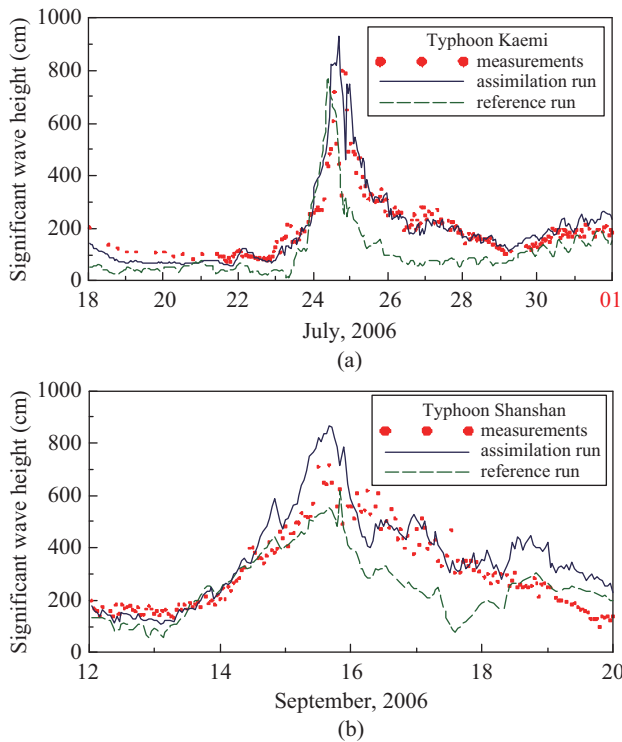 1000
800
600
400
200
0
Significant wave height (cm)
Typhoon Kaemi
measurements
assimilation run
reference run
18 20 22 24 26 28 30 01
July, 2006
(a)
1000
800
600
400
200
0
Significant wave height (cm)
Typhoon Shanshan
measurements
assimilation run
reference run
12 14 16 18 20
September, 2006
(b)